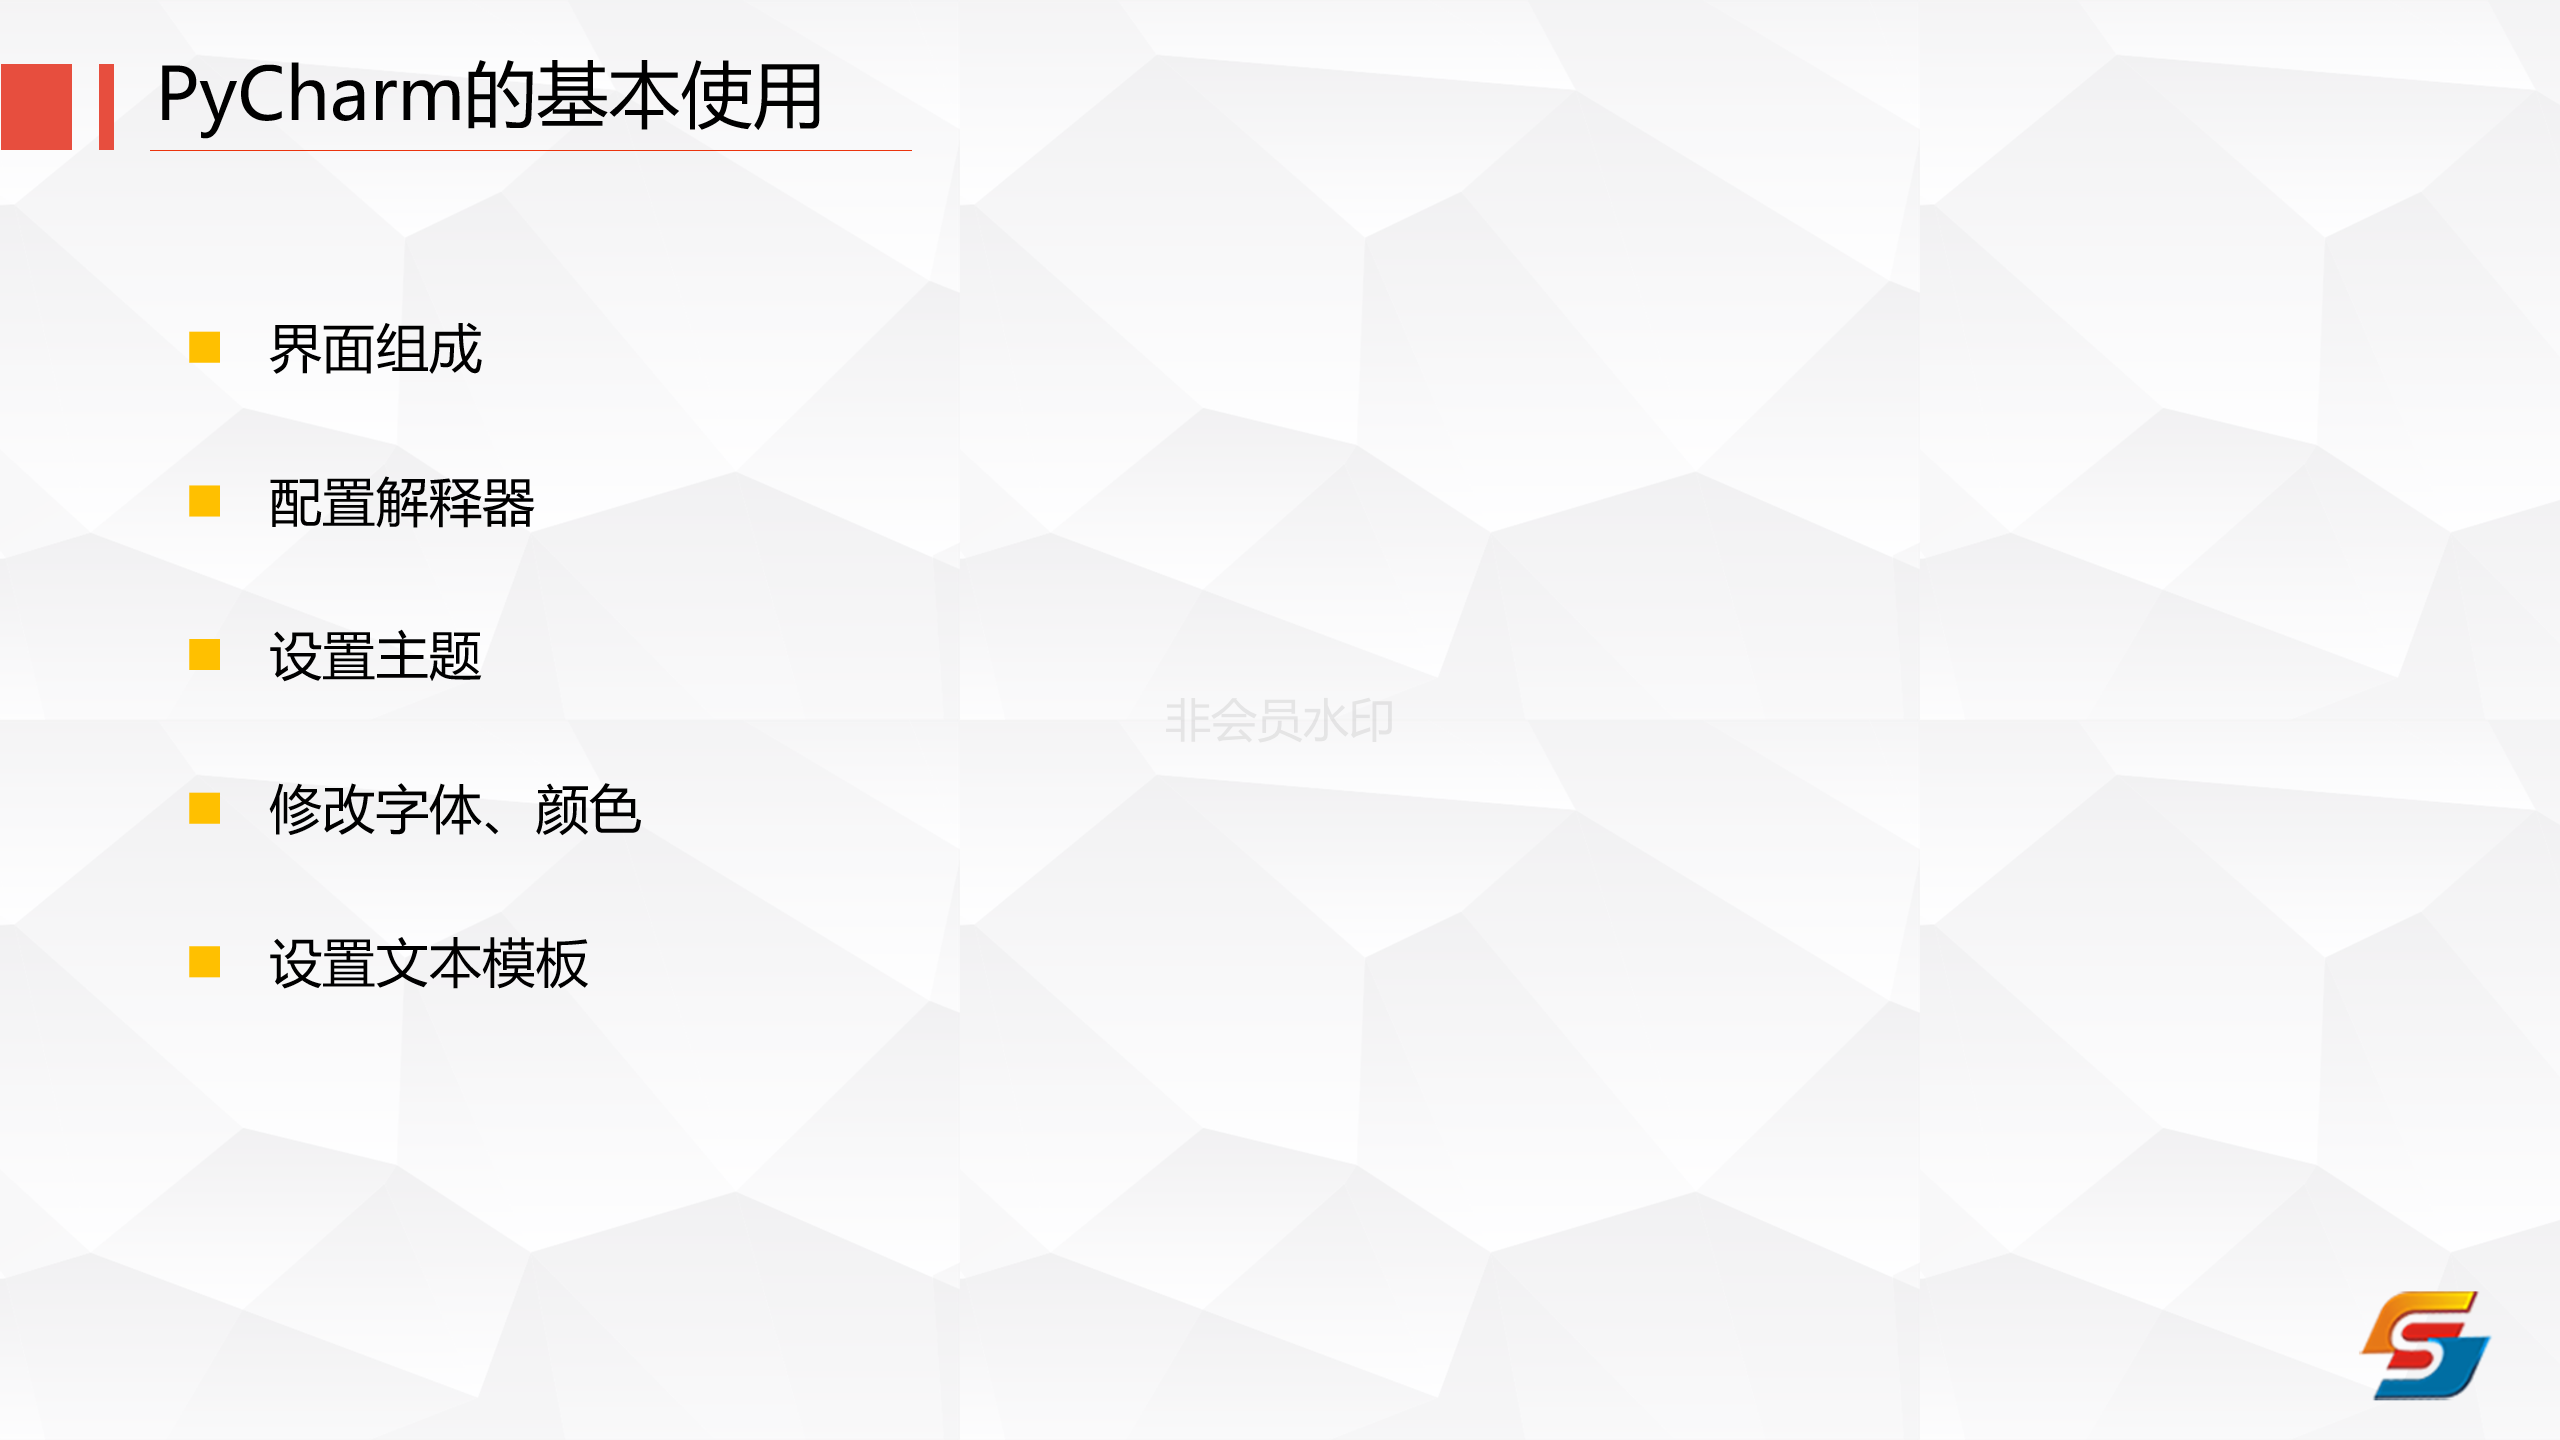 PyCharm的基本使用
界面组成
配置解释器
设置主题
非会员水印
修改字体、颜色
设置文本模板